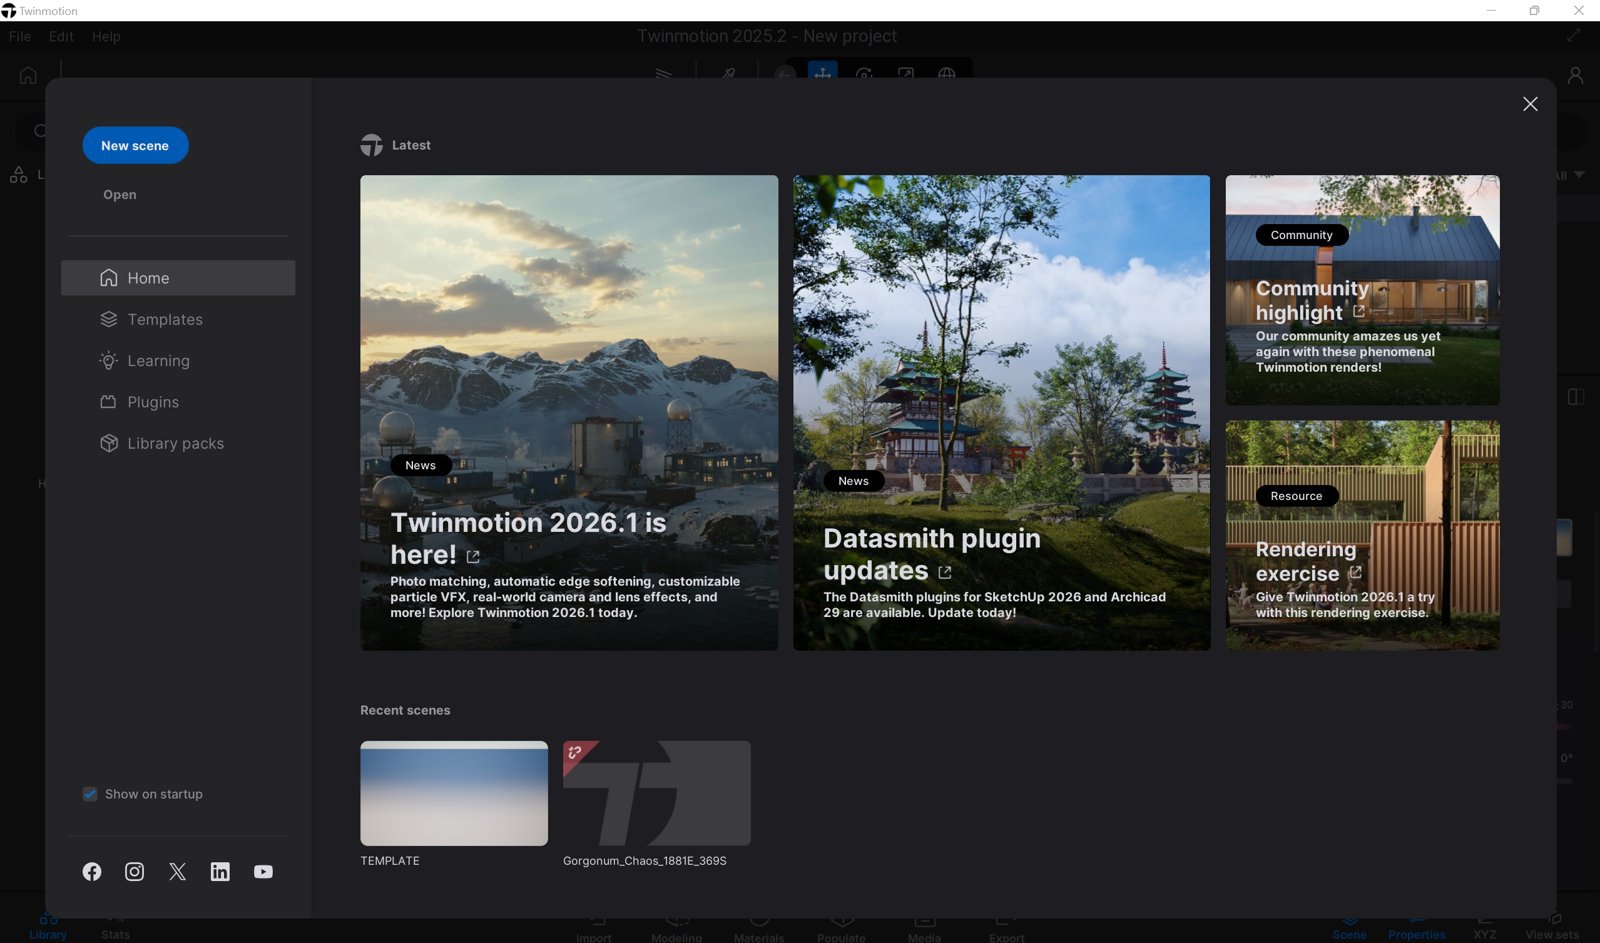 Twinmotion
File Edit Help
Twinmotion 2025.2 - New project
New scene
Open
Home
Templates
Learning
Plugins
Library packs
Show on startup
Latest
News
Twinmotion 2026.1 is
here!
Photo matching, automatic edge softening, customizable
particle VFX, real-world camera and lens effects, and
more! Explore Twinmotion 2026.1 today.
News
Datasmith plugin
updates
The Datasmith plugins for SketchUp 2026 and Archicad
29 are available. Update today!
Community
Community
highlight
Our community amazes us yet
again with these phenomenal
Twinmotion renders!
Resource
Rendering
exercise
Give Twinmotion 2026.1 a try
with this rendering exercise.
Recent scenes
TEMPLATE
Gorgonum_Chaos_1881E_369S
Library Stats Import Modeling Materials Populate Media Export Scene Properties XYZ View sets